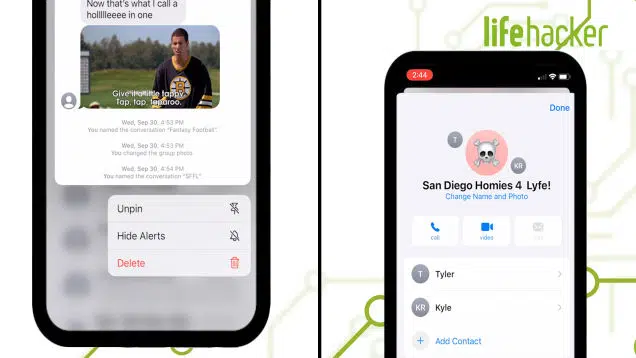 Now that's what I call a
holllleeee in one
Give it a little tappy.
Tap, tap, taparoo.
Wed, Sep 30, 4:53 PM
You named the conversation "Fantasy Football".
Wed, Sep 30, 4:53 PM
You changed the group photo.
Wed, Sep 30, 4:54 PM
You named the conversation "SFFL"
Unpin
Hide Alerts
Delete
lifehacker
2:44
Done
T
KR
San Diego Homies 4 Lyfe!
Change Name and Photo
call
video
T Tyler
KR Kyle
Add Contact